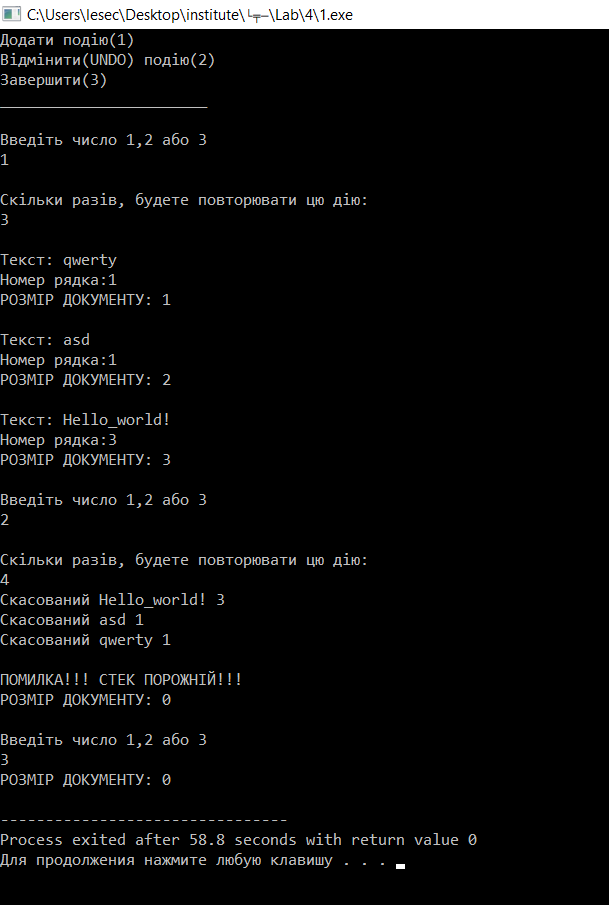 C:\Users\lesec\Desktop\institute\└╤─\Lab\4\1.exe
Додати подію(1)
Відмінити(UNDO) подію(2)
Завершити(3)
_______________________
Введіть число 1,2 або 3
1
Скільки разів, будете повторювати цю дію:
3
Текст: qwerty
Номер рядка:1
РОЗМІР ДОКУМЕНТУ: 1
Текст: asd
Номер рядка:1
РОЗМІР ДОКУМЕНТУ: 2
Текст: Hello_world!
Номер рядка:3
РОЗМІР ДОКУМЕНТУ: 3
Введіть число 1,2 або 3
2
Скільки разів, будете повторювати цю дію:
4
Скасований Hello_world! 3
Скасований asd 1
Скасований qwerty 1
ПОМИЛКА!!! СТЕК ПОРОЖНІЙ!!!
РОЗМІР ДОКУМЕНТУ: 0
Введіть число 1,2 або 3
3
РОЗМІР ДОКУМЕНТУ: 0
--------------------------------
Process exited after 58.8 seconds with return value 0
Для продолжения нажмите любую клавишу . . .